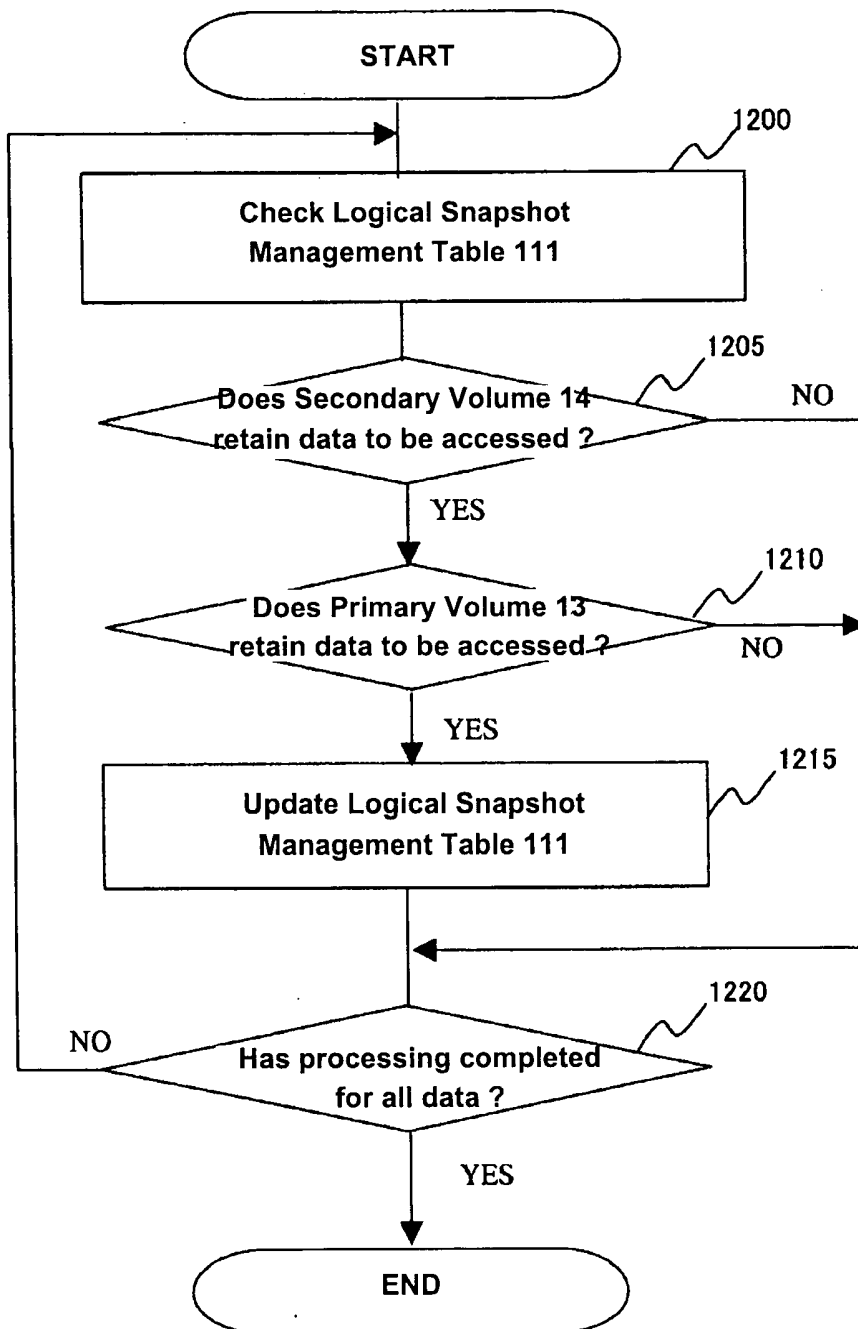 START
1200
Check Logical Snapshot
Management Table 111
1205
Does Secondary Volume 14
retain data to be accessed ?
NO
YES
1210
Does Primary Volume 13
retain data to be accessed ?
NO
YES
1215
Update Logical Snapshot
Management Table 111
1220
NO
Has processing completed
for all data ?
YES
END